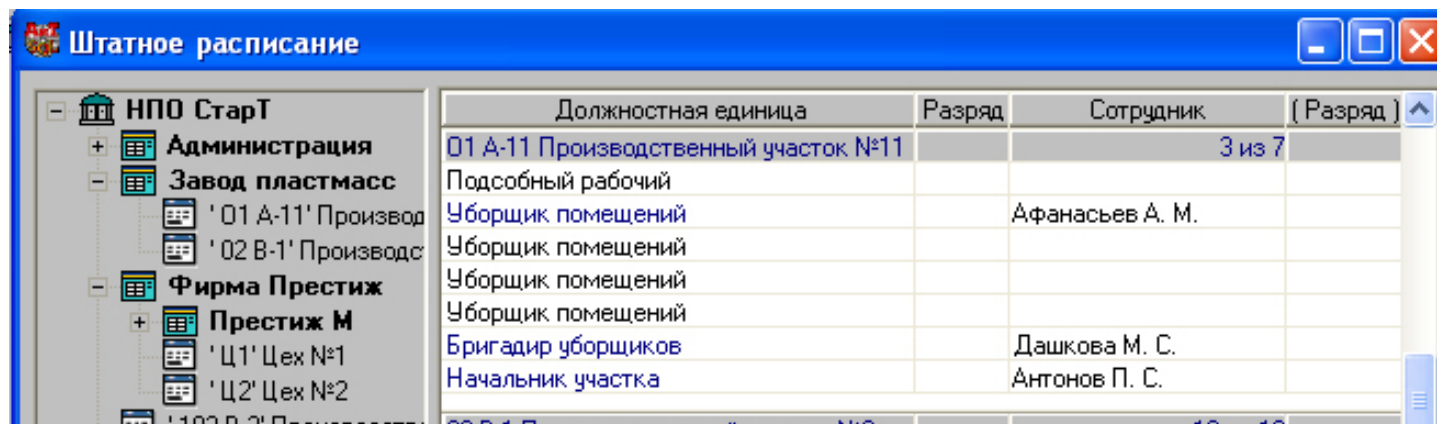 Штатное расписание
НПО СтарТ
Администрация
Завод пластмасс
'О1 А-11' Производ
'02 В-1' Производс
Фирма Престиж
Престиж М
'Ц1' Цех №1
'Ц2' Цех №2
Должностная единица Разряд Сотрудник ( Разряд )
О1 А-11 Производственный участок №11 3 из 7
Подсобный рабочий
Уборщик помещений Афанасьев А. М.
Уборщик помещений
Уборщик помещений
Уборщик помещений
Бригадир уборщиков Дашкова М. С.
Начальник участка Антонов П. С.